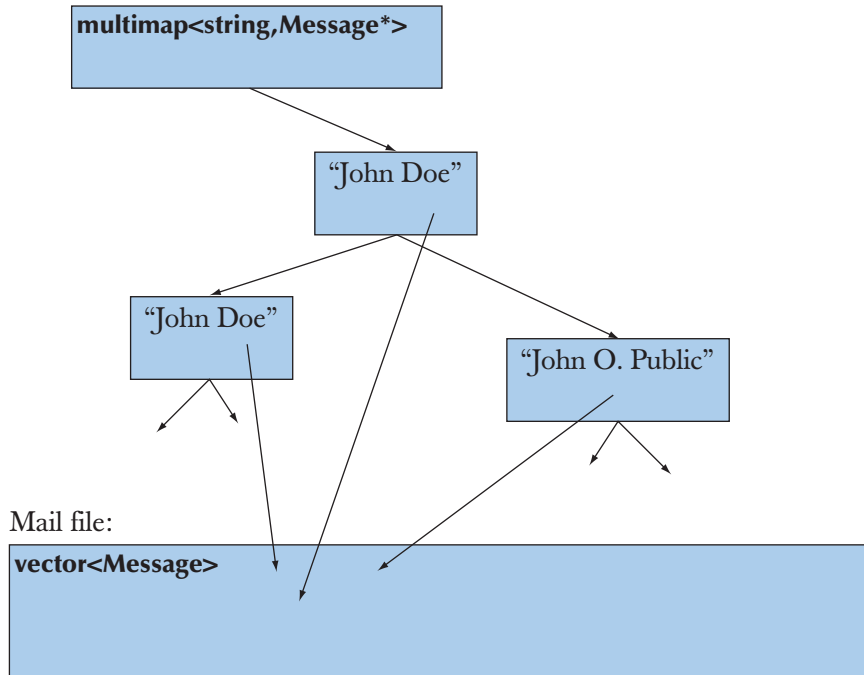 multimap<string,Message*>
“John Doe”
“John Doe”
“John O. Public”
Mail file:
vector<Message>